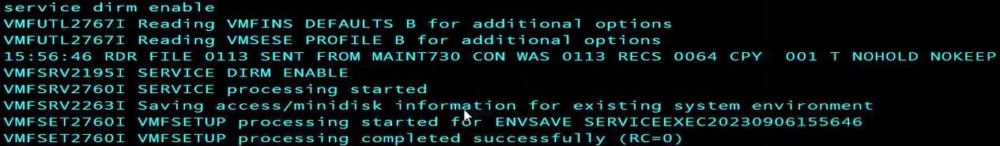 service dirm enable
VMFUTL2767I Reading VMFINS DEFAULTS B for additional options
VMFUTL2767I Reading VMSESE PROFILE B for additional options
15:56:46 RDR FILE 0113 SENT FROM MAINT730 CON WAS 0113 RECS 0064 CPY  001 T NOHOLD NOKEEP
VMFSRV2195I SERVICE DIRM ENABLE
VMFSRV2760I SERVICE processing started
VMFSRV2263I Saving access/minidisk information for existing system environment
VMFSET2760I VMFSETUP processing started for ENVSAVE SERVICEEXEC20230906155646
VMFSET2760I VMFSETUP processing completed successfully (RC=0)